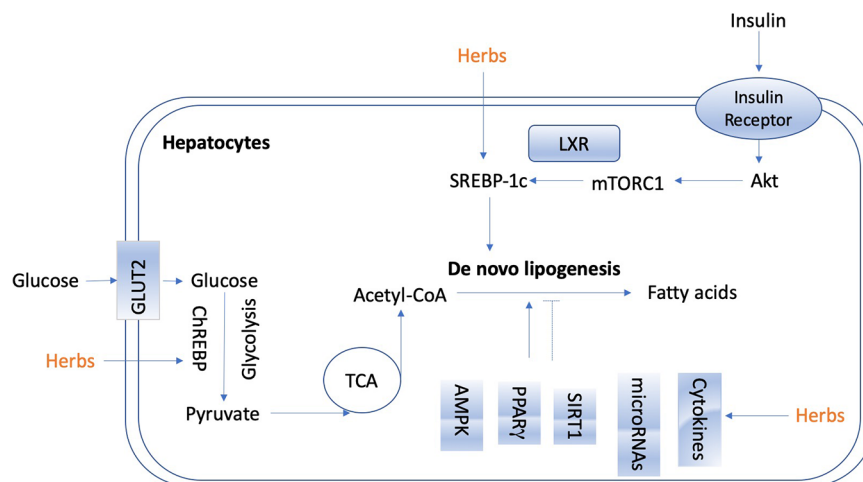 Insulin
Herbs
Insulin
Receptor
Hepatocytes
LXR
SREBP-1c
mTORC1
Akt
De novo lipogenesis
Glucose
GLUT2
Glucose
Acetyl-CoA
Fatty acids
ChREBP
Glycolysis
Herbs
TCA
Pyruvate
AMPK
PPARγ
SIRT1
microRNAs
Cytokines
Herbs